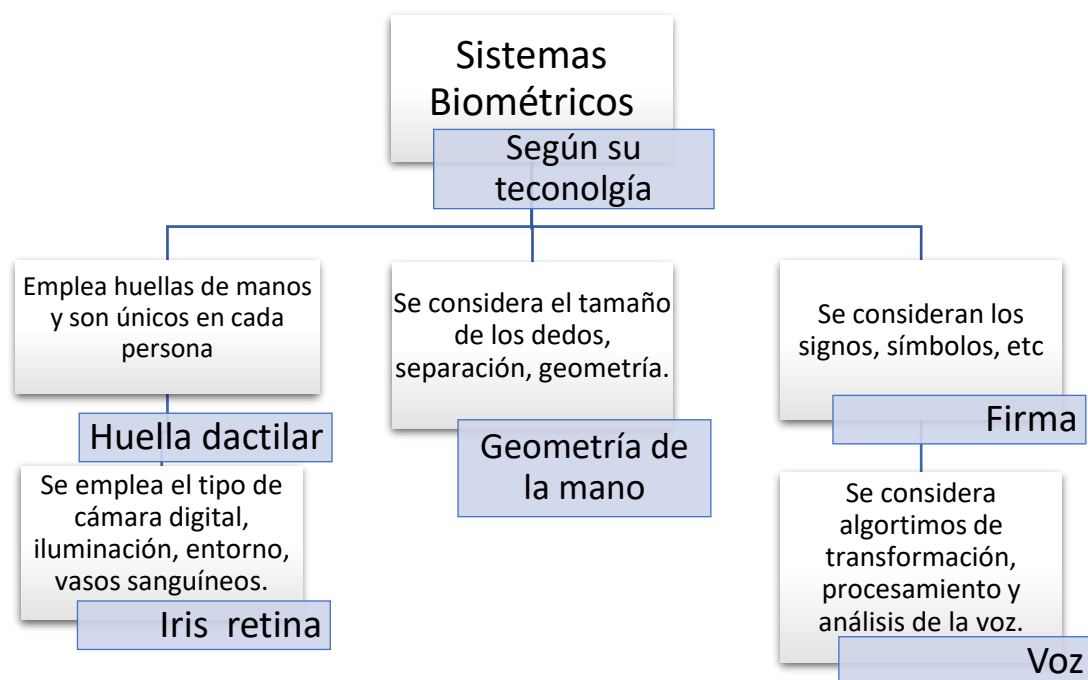 Sistemas
Biométricos
Según su
teconolgía
Emplea huellas de manos
y son únicos en cada
persona
Huella dactilar
Se emplea el tipo de
cámara digital,
iluminación, entorno,
vasos sanguíneos.
Iris retina
Se considera el tamaño
de los dedos,
separación, geometría.
Geometría de
la mano
Se consideran los
signos, símbolos, etc
Firma
Se considera
algortimos de
transformación,
procesamiento y
análisis de la voz.
Voz